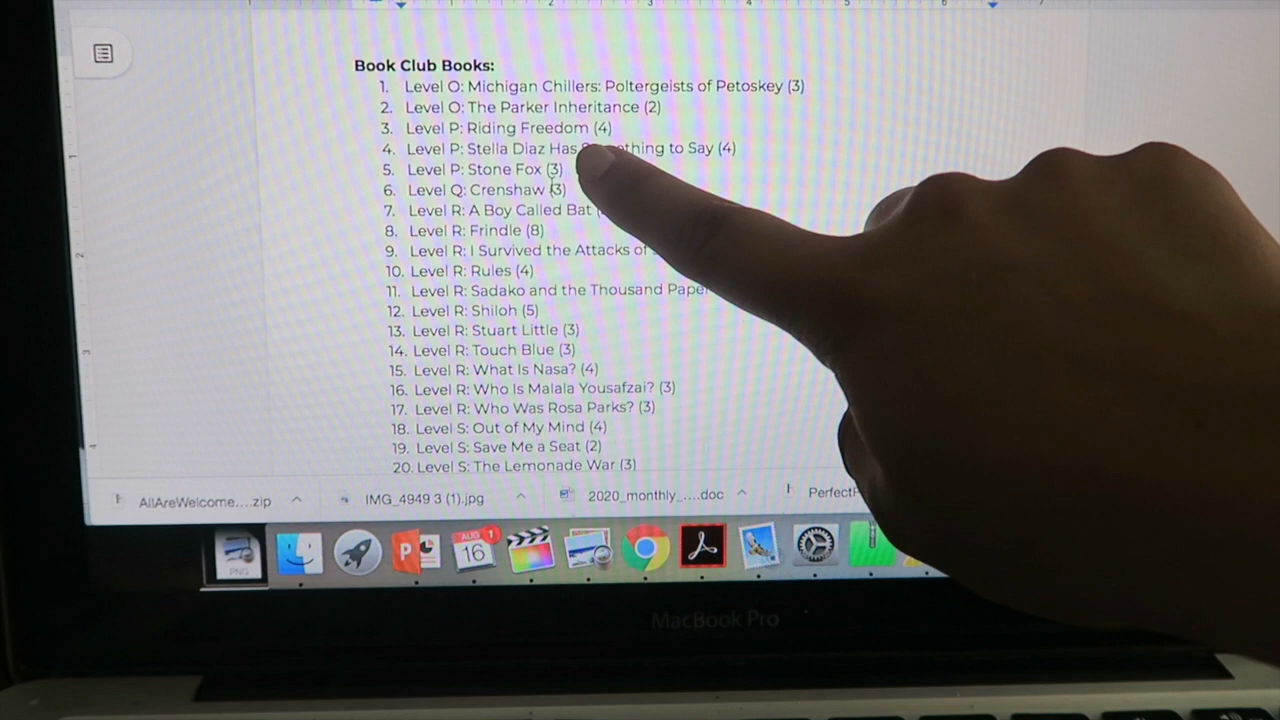 Book Club Books:
1. Level O: Michigan Chillers: Poltergeists of Petoskey (3)
2. Level O: The Parker Inheritance (2)
3. Level P: Riding Freedom (4)
4. Level P: Stella Diaz Has to Say (4)
5. Level P: Stone Fox (3)
6. Level Q: Crenshaw (3)
7. Level R: A Boy Called Bat
8. Level R: Frindle (8)
9. Level R: I Survived the Attacks of
10. Level R: Rules (4)
11. Level R: Sadako and the Thousand Paper
12. Level R: Shiloh (5)
13. Level R: Stuart Little (3)
14. Level R: Touch Blue (3)
15. Level R: What Is Nasa? (4)
16. Level R: Who Is Malala Yousafzai? (3)
17. Level R: Who Was Rosa Parks? (3)
18. Level S: Out of My Mind (4)
19. Level S: Save Me a Seat (2)
20. Level S: The Lemonade War (3)
AllAreWelcome....zip IMG_4949 3 (1).jpg 2020_monthly_....doc
PNG P AUG 16 1
MacBook Pro